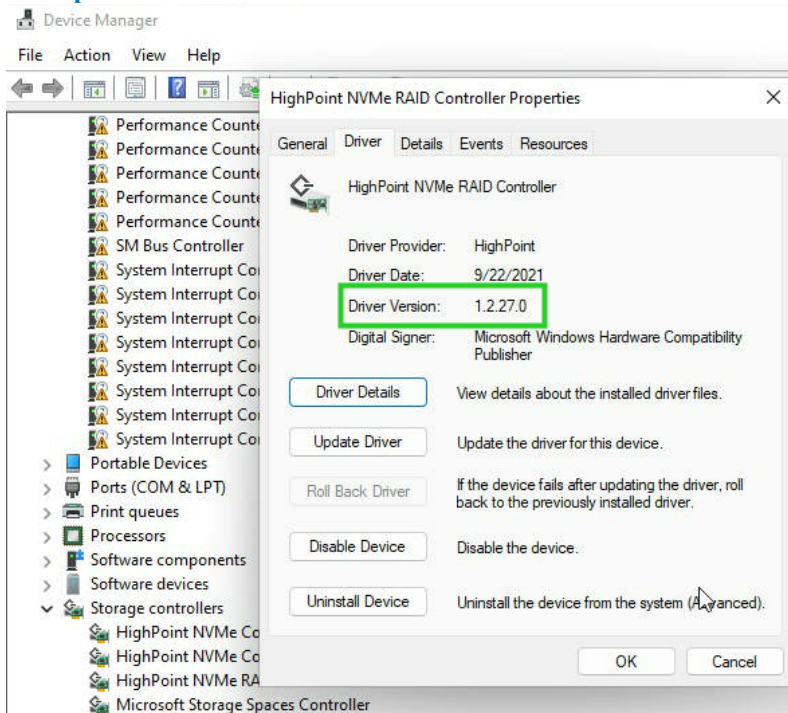 Device Manager
File Action View Help
Performance Counte
Performance Counte
Performance Counte
Performance Counte
Performance Counte
SM Bus Controller
System Interrupt Co
System Interrupt Co
System Interrupt Co
System Interrupt Co
System Interrupt Co
System Interrupt Co
System Interrupt Co
System Interrupt Co
Portable Devices
Ports (COM & LPT)
Print queues
Processors
Software components
Software devices
Storage controllers
HighPoint NVMe Co
HighPoint NVMe Co
HighPoint NVMe RA
Microsoft Storage Spaces Controller
HighPoint NVMe RAID Controller Properties
General Driver Details Events Resources
HighPoint NVMe RAID Controller
Driver Provider: HighPoint
Driver Date: 9/22/2021
Driver Version: 1.2.27.0
Digital Signer: Microsoft Windows Hardware Compatibility
Publisher
Driver Details View details about the installed driver files.
Update Driver Update the driver for this device.
Roll Back Driver If the device fails after updating the driver, roll
back to the previously installed driver.
Disable Device Disable the device.
Uninstall Device Uninstall the device from the system (Advanced).
OK Cancel